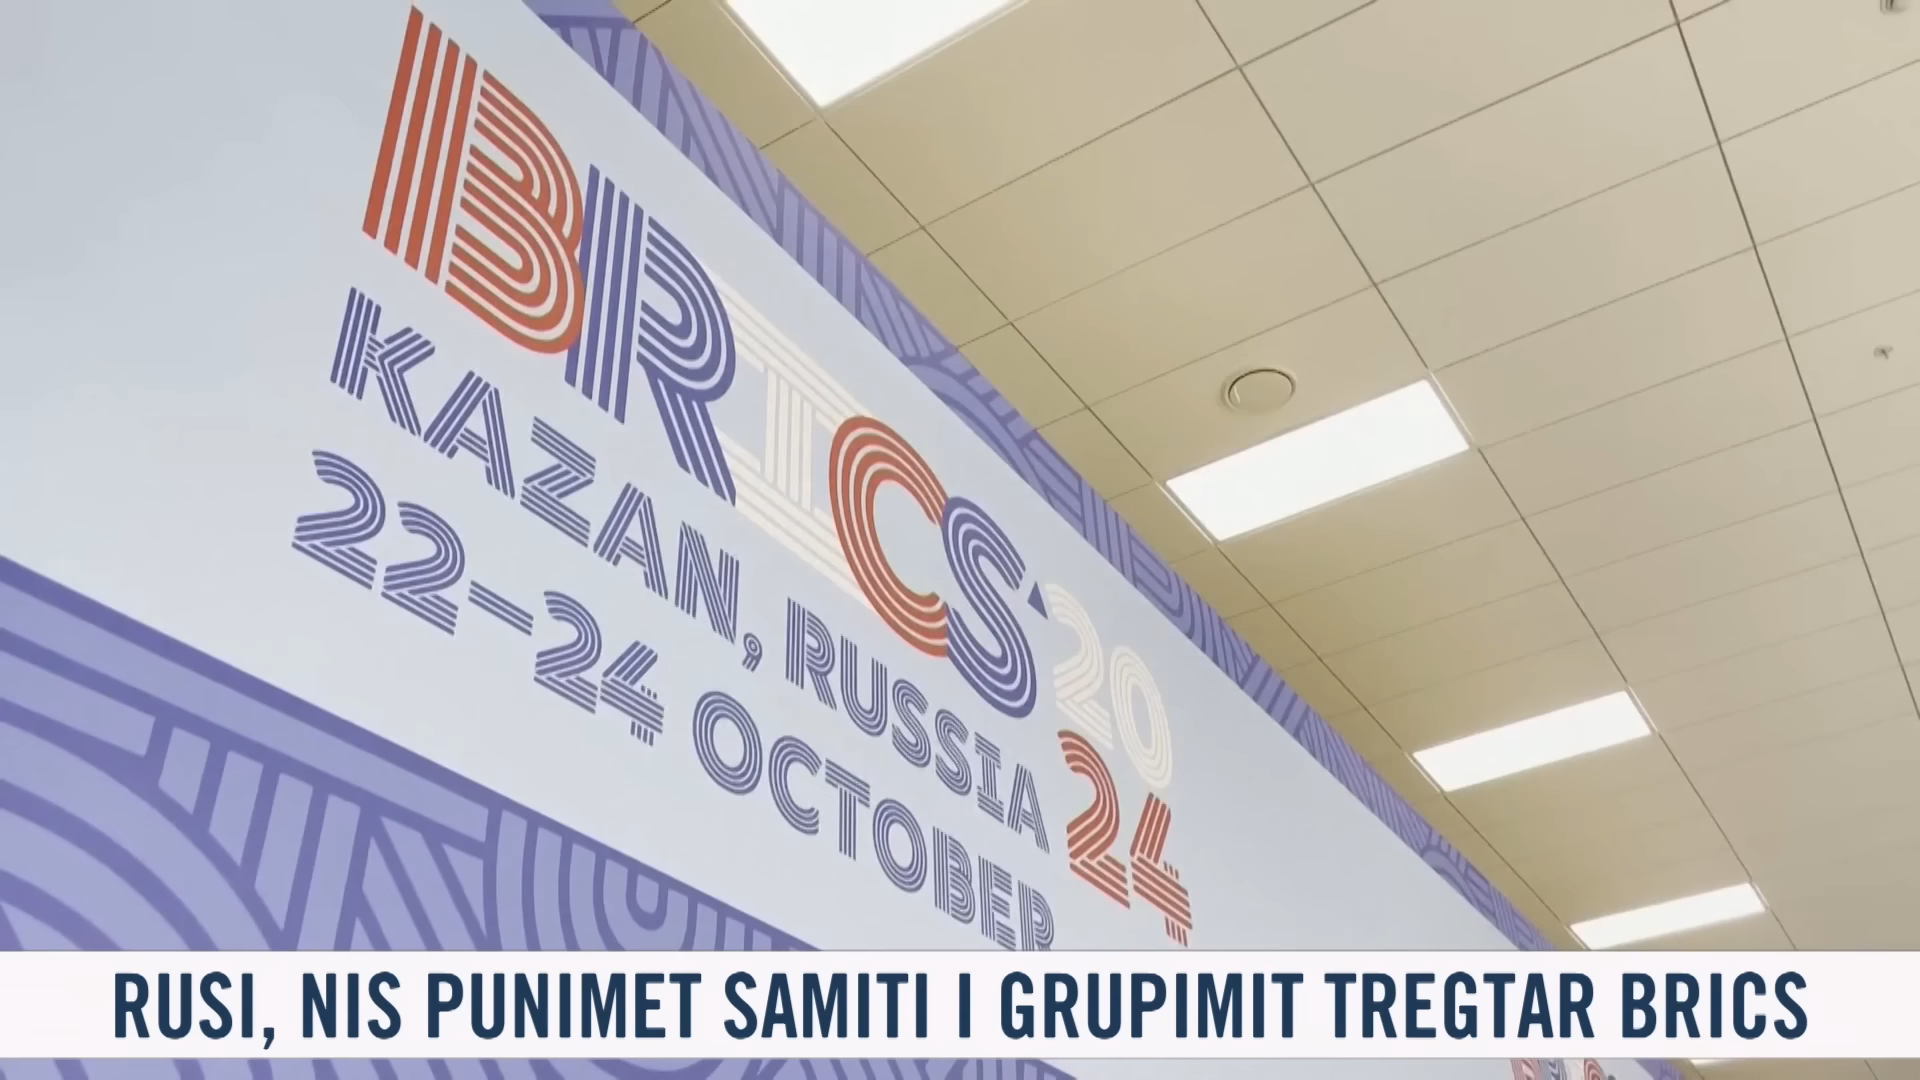 BRICS'2024
KAZAN, RUSSIA
22–24 OCTOBER
RUSI, NIS PUNIMET SAMITI I GRUPIMIT TREGTAR BRICS